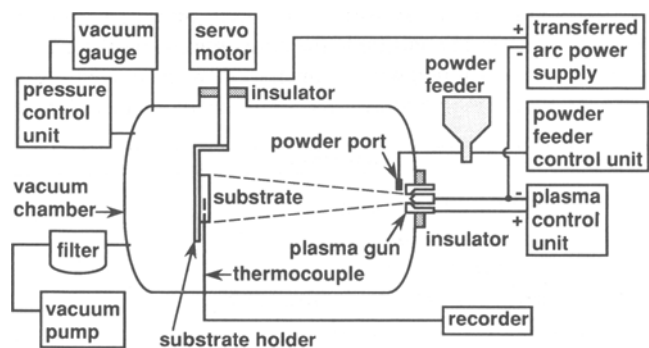 vacuum
gauge
servo
motor
+
-
transferred
arc power
supply
pressure
control
unit
insulator
powder
feeder
powder port
powder
feeder
control unit
vacuum
chamber
substrate
-
+
plasma
control
unit
filter
plasma gun
insulator
thermocouple
vacuum
pump
substrate holder
recorder